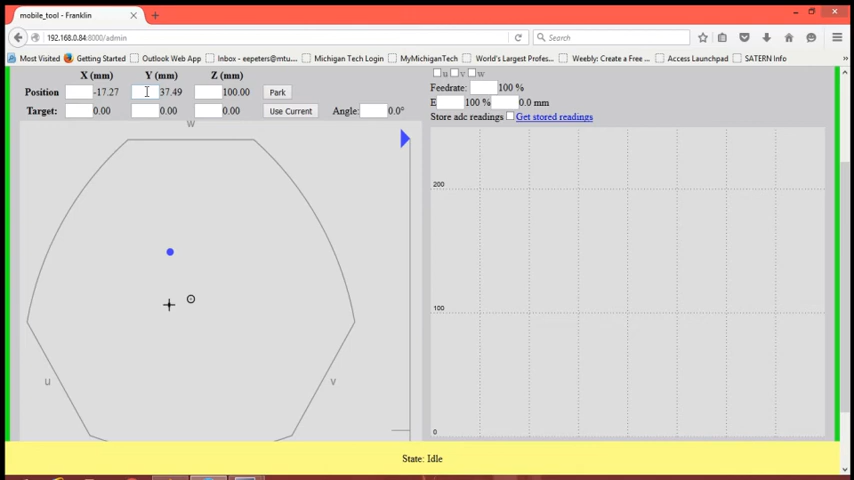 mobile_tool - Franklin
192.168.0.84:8000/admin
Search
Most Visited Getting Started Outlook Web App Inbox - eepeters@mtu... Michigan Tech Login MyMichiganTech World's Largest Profes... Weebly: Create a Free ... Access Launchpad SATERN Info
X (mm) Y (mm) Z (mm)
Position -17.27 37.49 100.00 Park
Target: 0.00 0.00 0.00 Use Current Angle: 0.0°
u v w
Feedrate: 100 %
E 100 % 0.0 mm
Store adc readings Get stored readings
w
200
100
u v
0
State: Idle